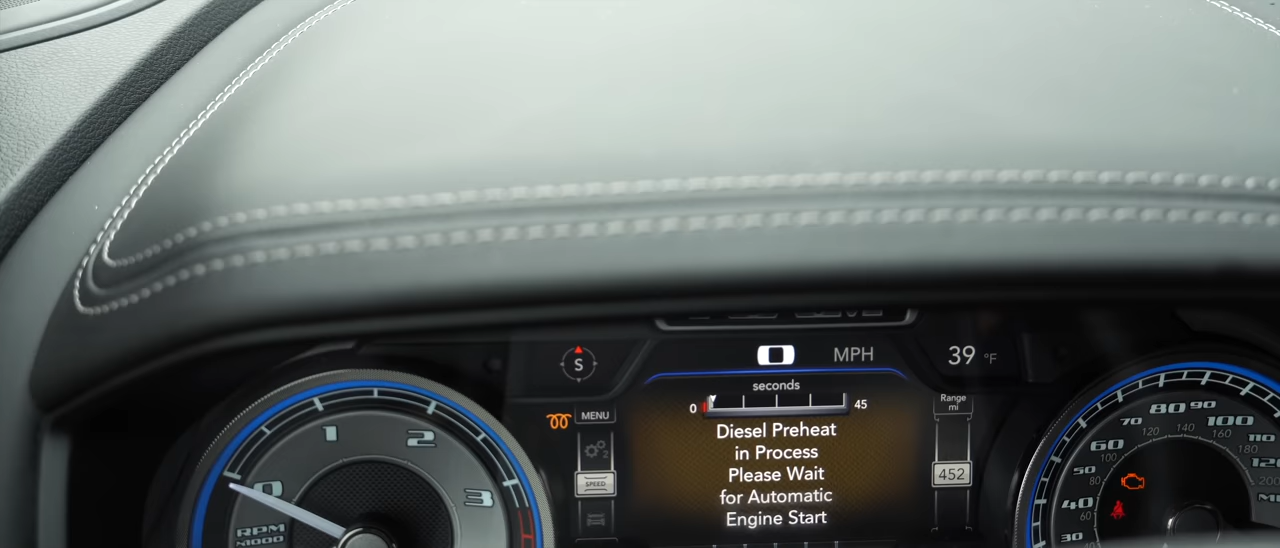 S
0 MPH
39 °F
seconds
0 45
Diesel Preheat
in Process
Please Wait
for Automatic
Engine Start
MENU
2
SPEED
Range
mi
452
0 1 2 3
RPM
X1000
30 40 50 60 70 80 90 100 110
60 80 100 120 140 160 180